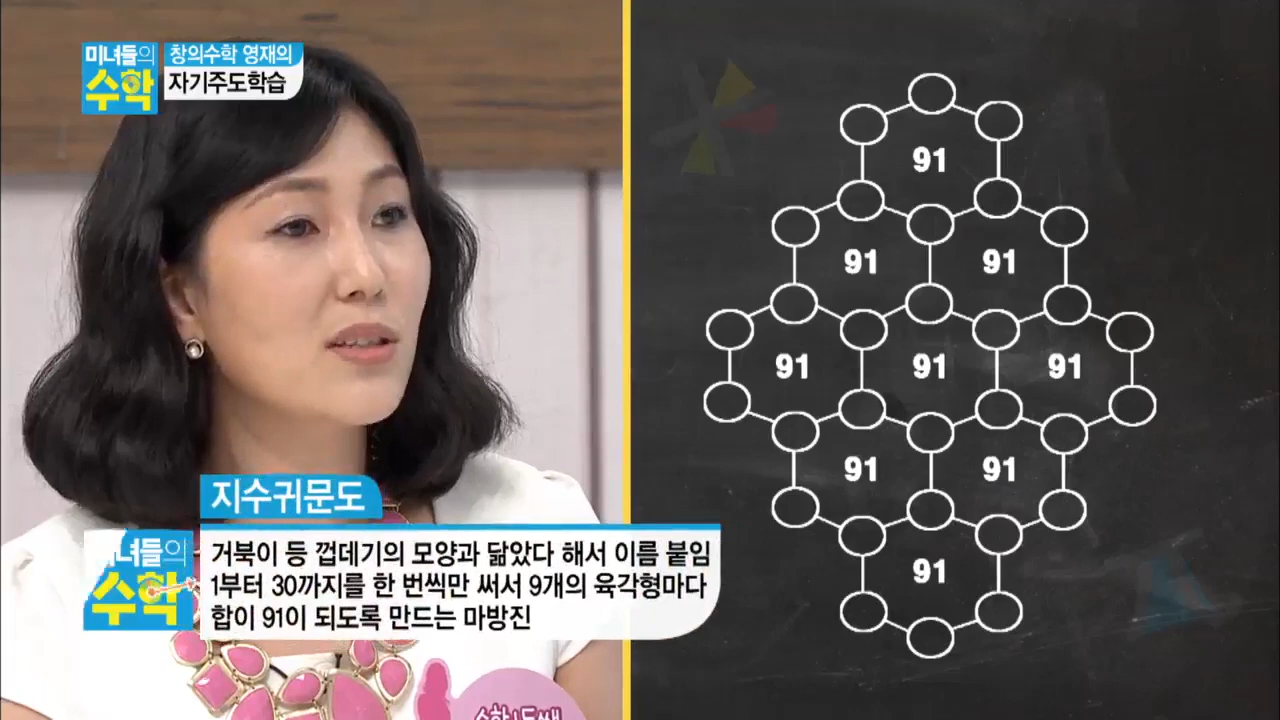 미녀들의
수학
창의수학 영재의
자기주도학습
91
91 91
91 91 91
91 91
91
지수귀문도
미녀들의
수학
거북이 등 껍데기의 모양과 닮았다 해서 이름 붙임
1부터 30까지를 한 번씩만 써서 9개의 육각형마다
합이 91이 되도록 만드는 마방진